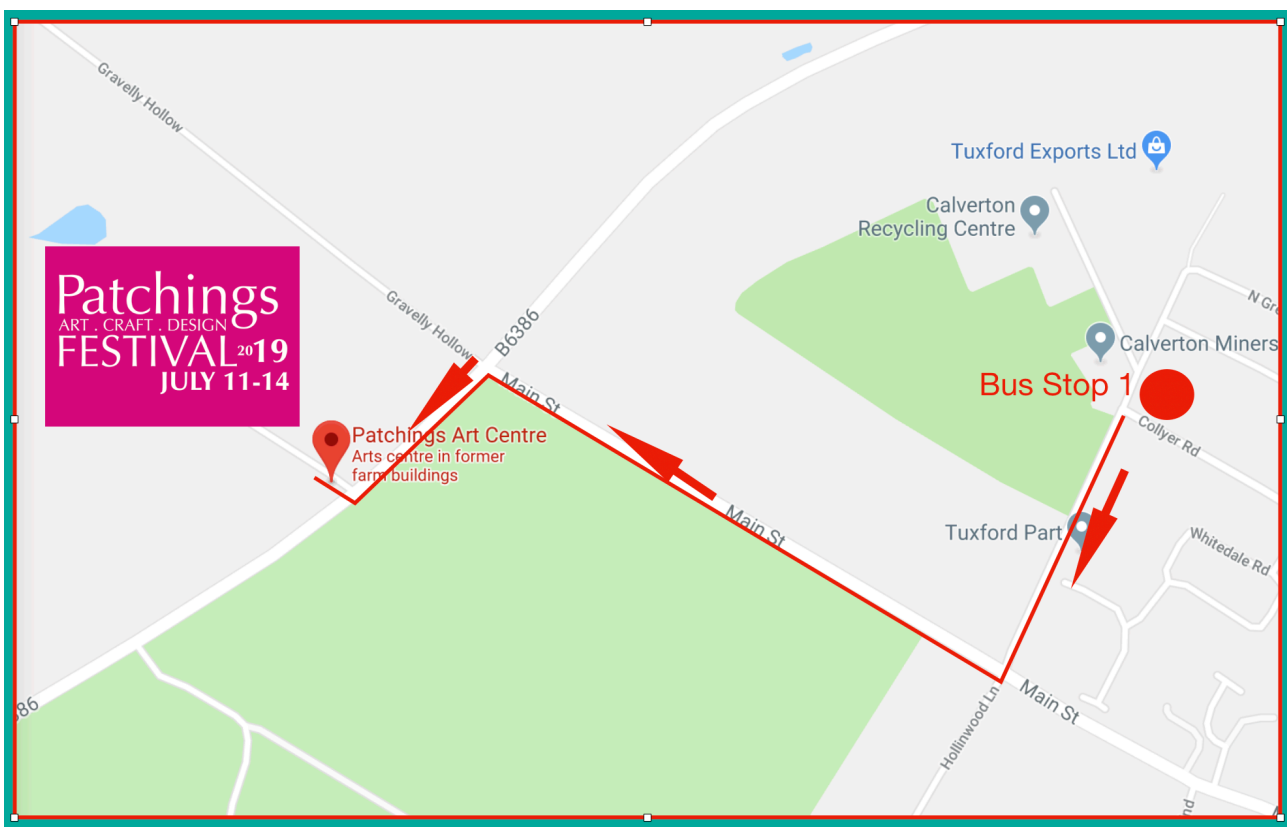 Gravelly Hollow
Tuxford Exports Ltd
Calverton
Recycling Centre
Patchings
ART . CRAFT . DESIGN
FESTIVAL 2019
JULY 11-14
Gravelly Hollow
B6386
N Gre
Calverton Miners
Main St
Bus Stop 1
Collyer Rd
Patchings Art Centre
Arts centre in former
farm buildings
Main St
Tuxford Part
Whitedale Rd
Main St
Hollinwood Ln
386
nd